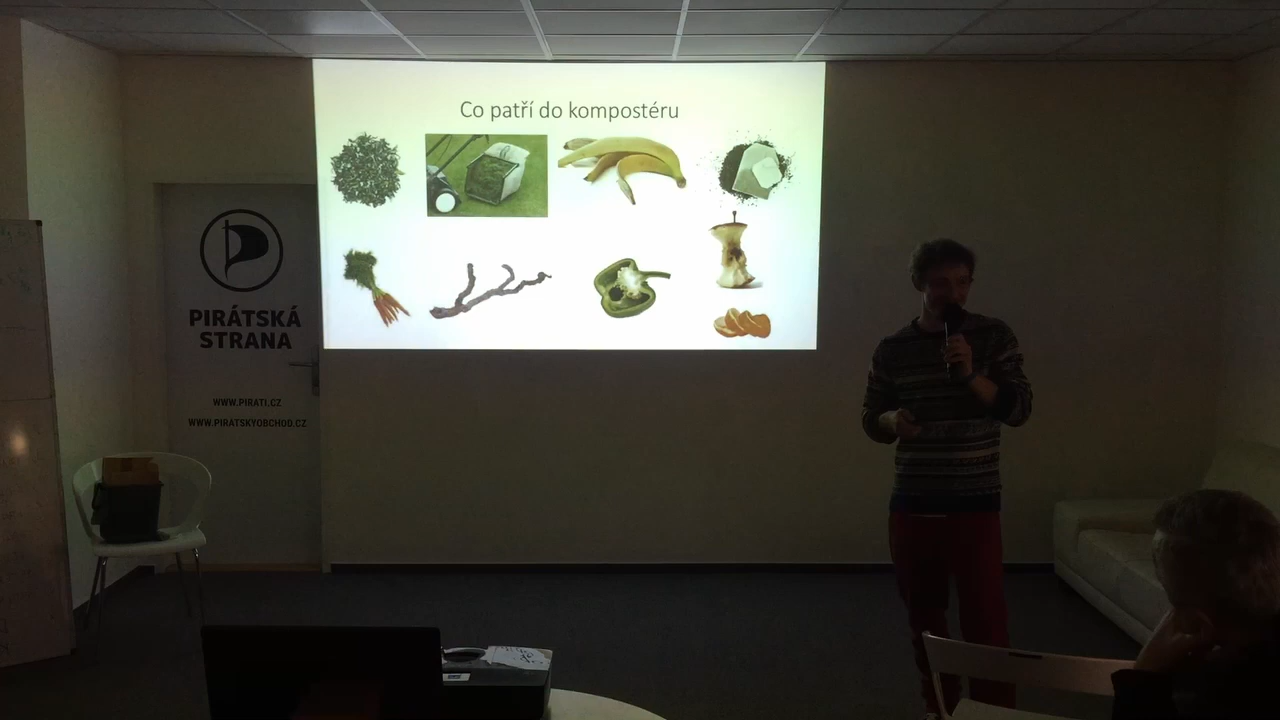 Co patří do kompostéru
PIRÁTSKÁ
STRANA
WWW.PIRATI.CZ
WWW.PIRATSKYOBCHOD.CZ